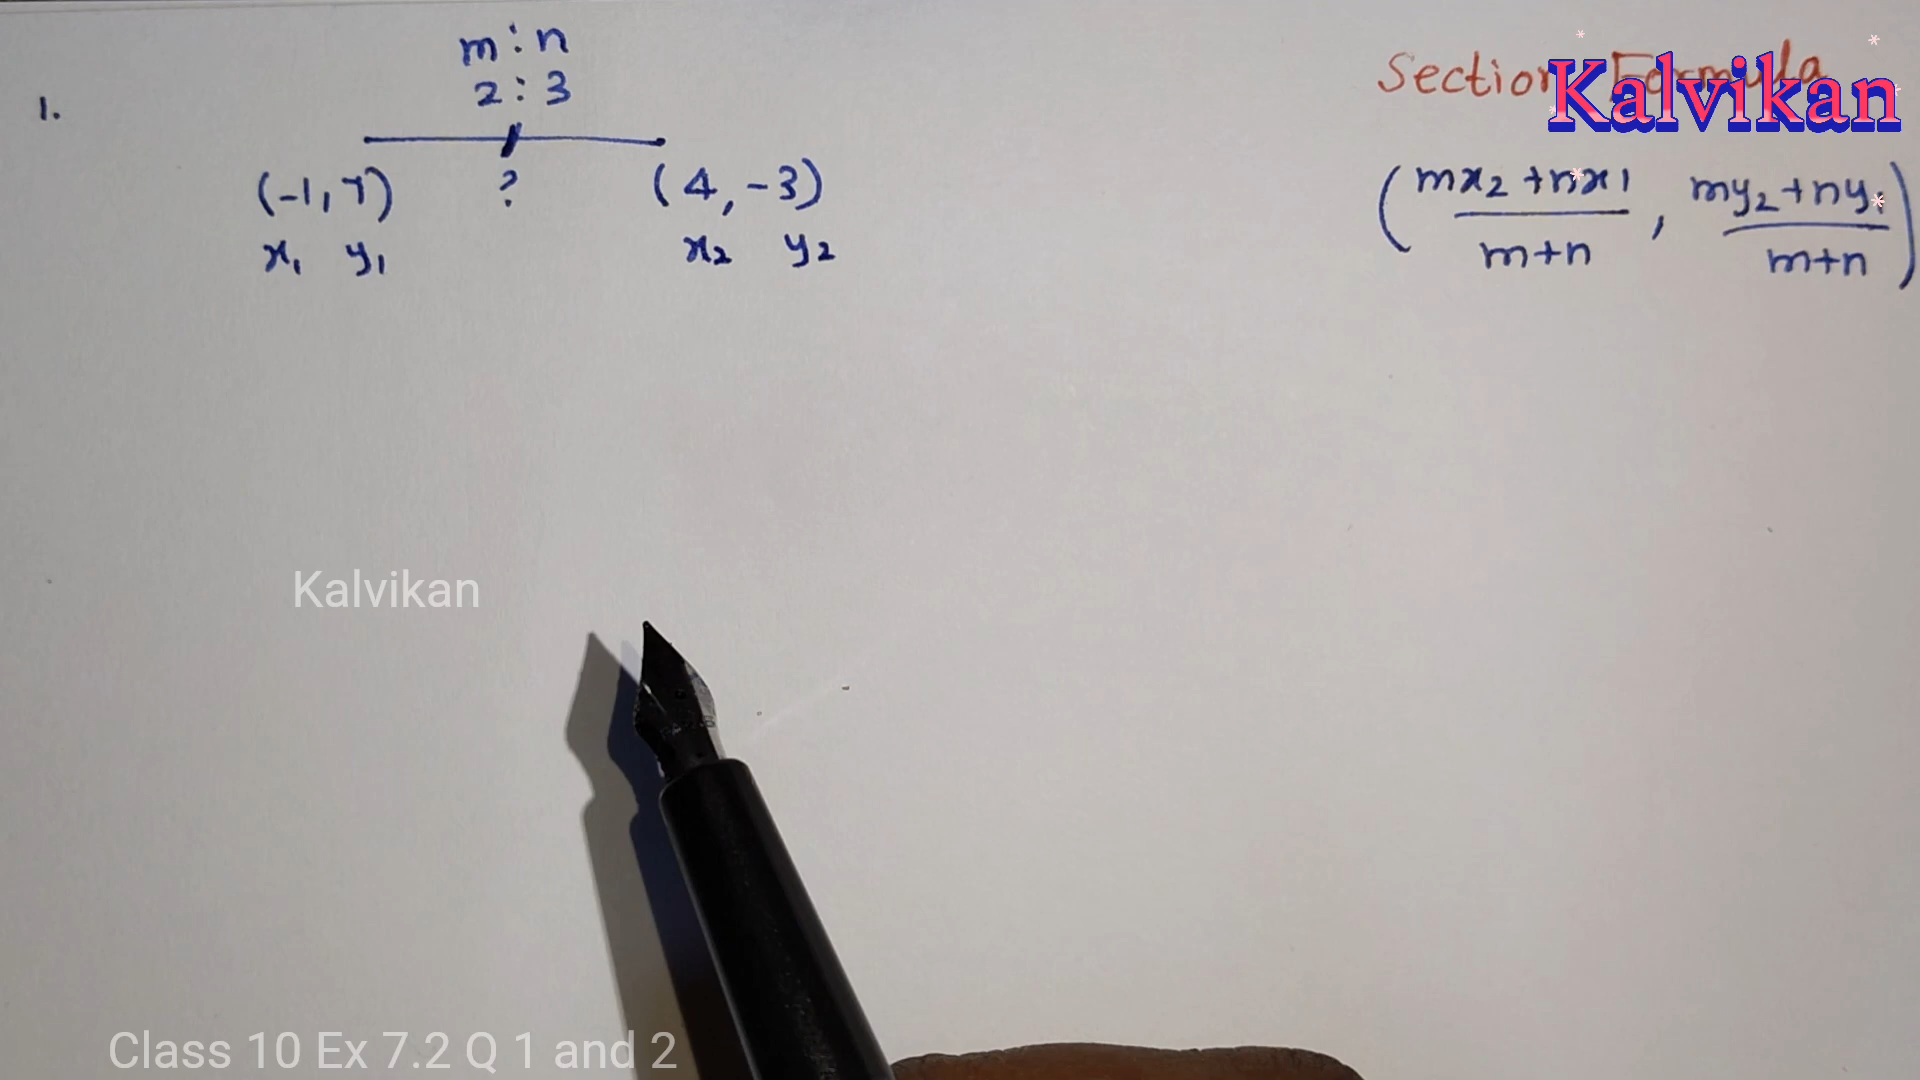 m : n
2 : 3
1.
(-1, 7) ? (4, -3)
x₁ y₁ x₂ y₂
Section Formula
Kalvikan
(mx₂ + nx₁ / m+n , my₂ + ny₁ / m+n)
Kalvikan
Class 10 Ex 7.2 Q 1 and 2